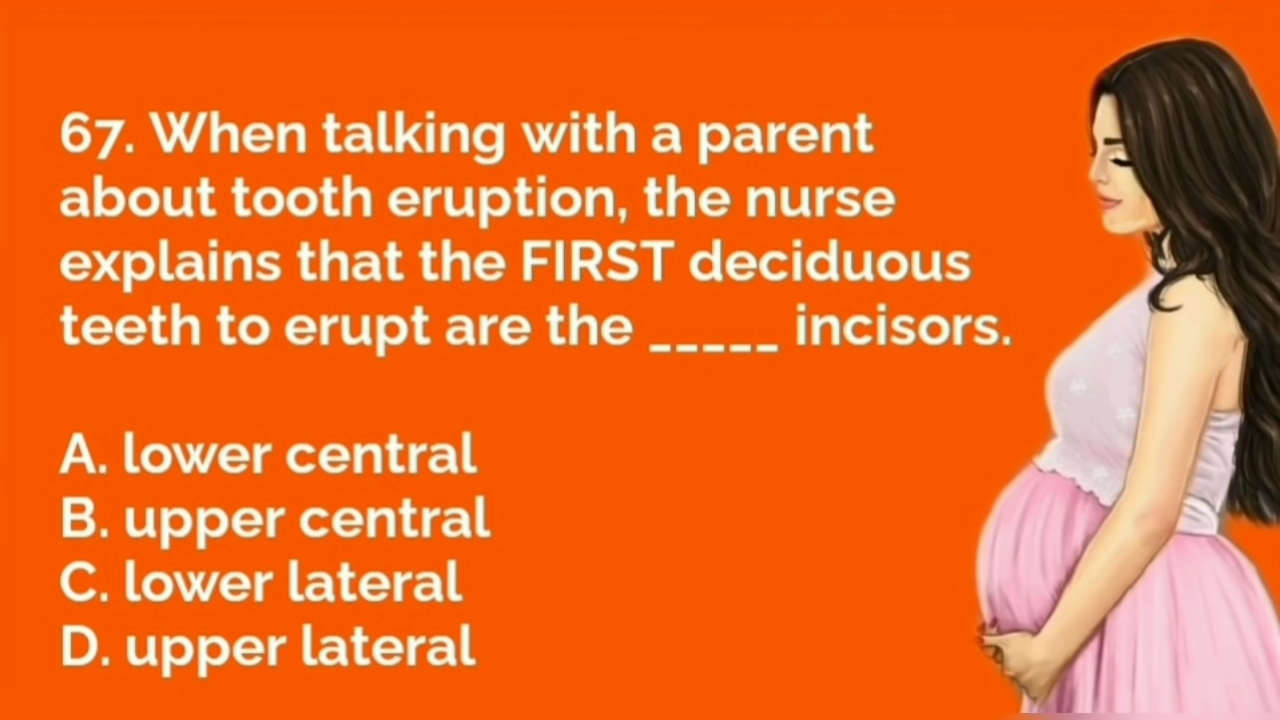 67. When talking with a parent
about tooth eruption, the nurse
explains that the FIRST deciduous
teeth to erupt are the _____ incisors.
A. lower central
B. upper central
C. lower lateral
D. upper lateral